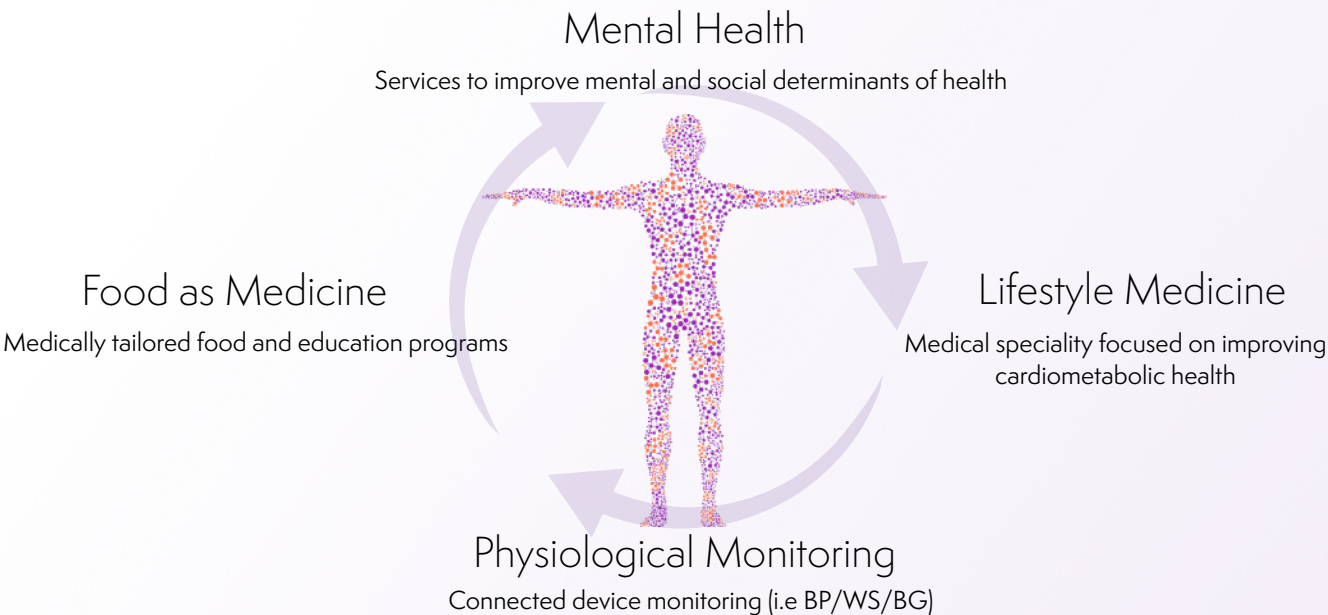 Mental Health
Services to improve mental and social determinants of health
Food as Medicine
Medically tailored food and education programs
Lifestyle Medicine
Medical speciality focused on improving
cardiometabolic health
Physiological Monitoring
Connected device monitoring (i.e BP/WS/BG)